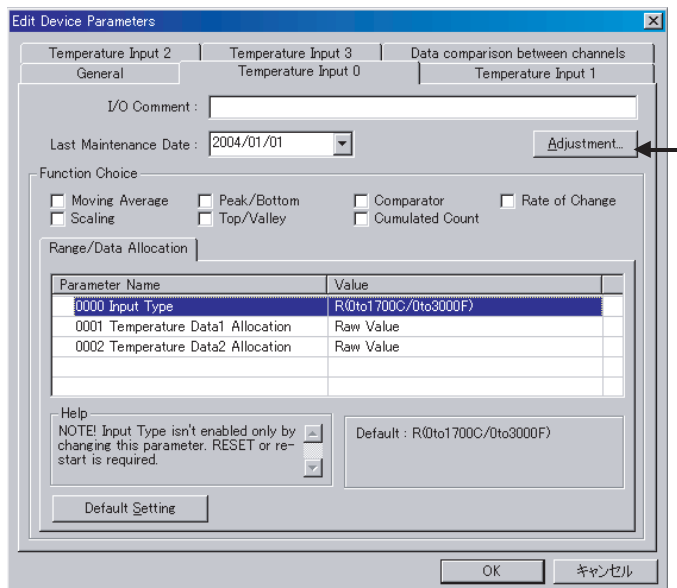 Edit Device Parameters
Temperature Input 2
Temperature Input 3
Data comparison between channels
General
Temperature Input 0
Temperature Input 1
I/O Comment :
Last Maintenance Date :
2004/01/01
Adjustment...
Function Choice
Moving Average
Peak/Bottom
Comparator
Rate of Change
Scaling
Top/Valley
Cumulated Count
Range/Data Allocation
Parameter Name
Value
0000 Input Type
R(0to1700C/0to3000F)
0001 Temperature Data1 Allocation
Raw Value
0002 Temperature Data2 Allocation
Raw Value
Help
NOTE! Input Type isn't enabled only by
changing this parameter. RESET or re-
start is required.
Default : R(0to1700C/0to3000F)
Default Setting
OK
キャンセル